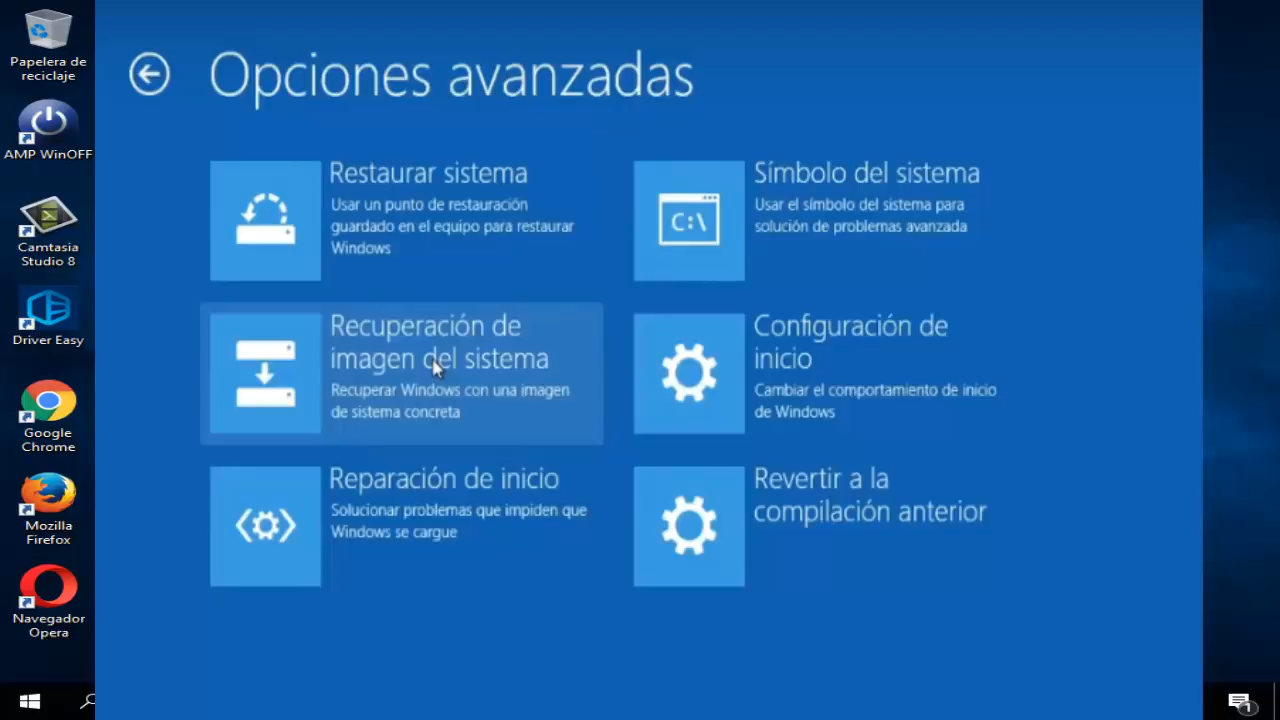 Papelera de
reciclaje
AMP WinOFF
Camtasia
Studio 8
Driver Easy
Google
Chrome
Mozilla
Firefox
Navegador
Opera
Opciones avanzadas
Restaurar sistema
Usar un punto de restauración
guardado en el equipo para restaurar
Windows
Símbolo del sistema
Usar el símbolo del sistema para
solución de problemas avanzada
C:\
Recuperación de
imagen del sistema
Recuperar Windows con una imagen
de sistema concreta
Configuración de
inicio
Cambiar el comportamiento de inicio
de Windows
Reparación de inicio
Solucionar problemas que impiden que
Windows se cargue
Revertir a la
compilación anterior
1